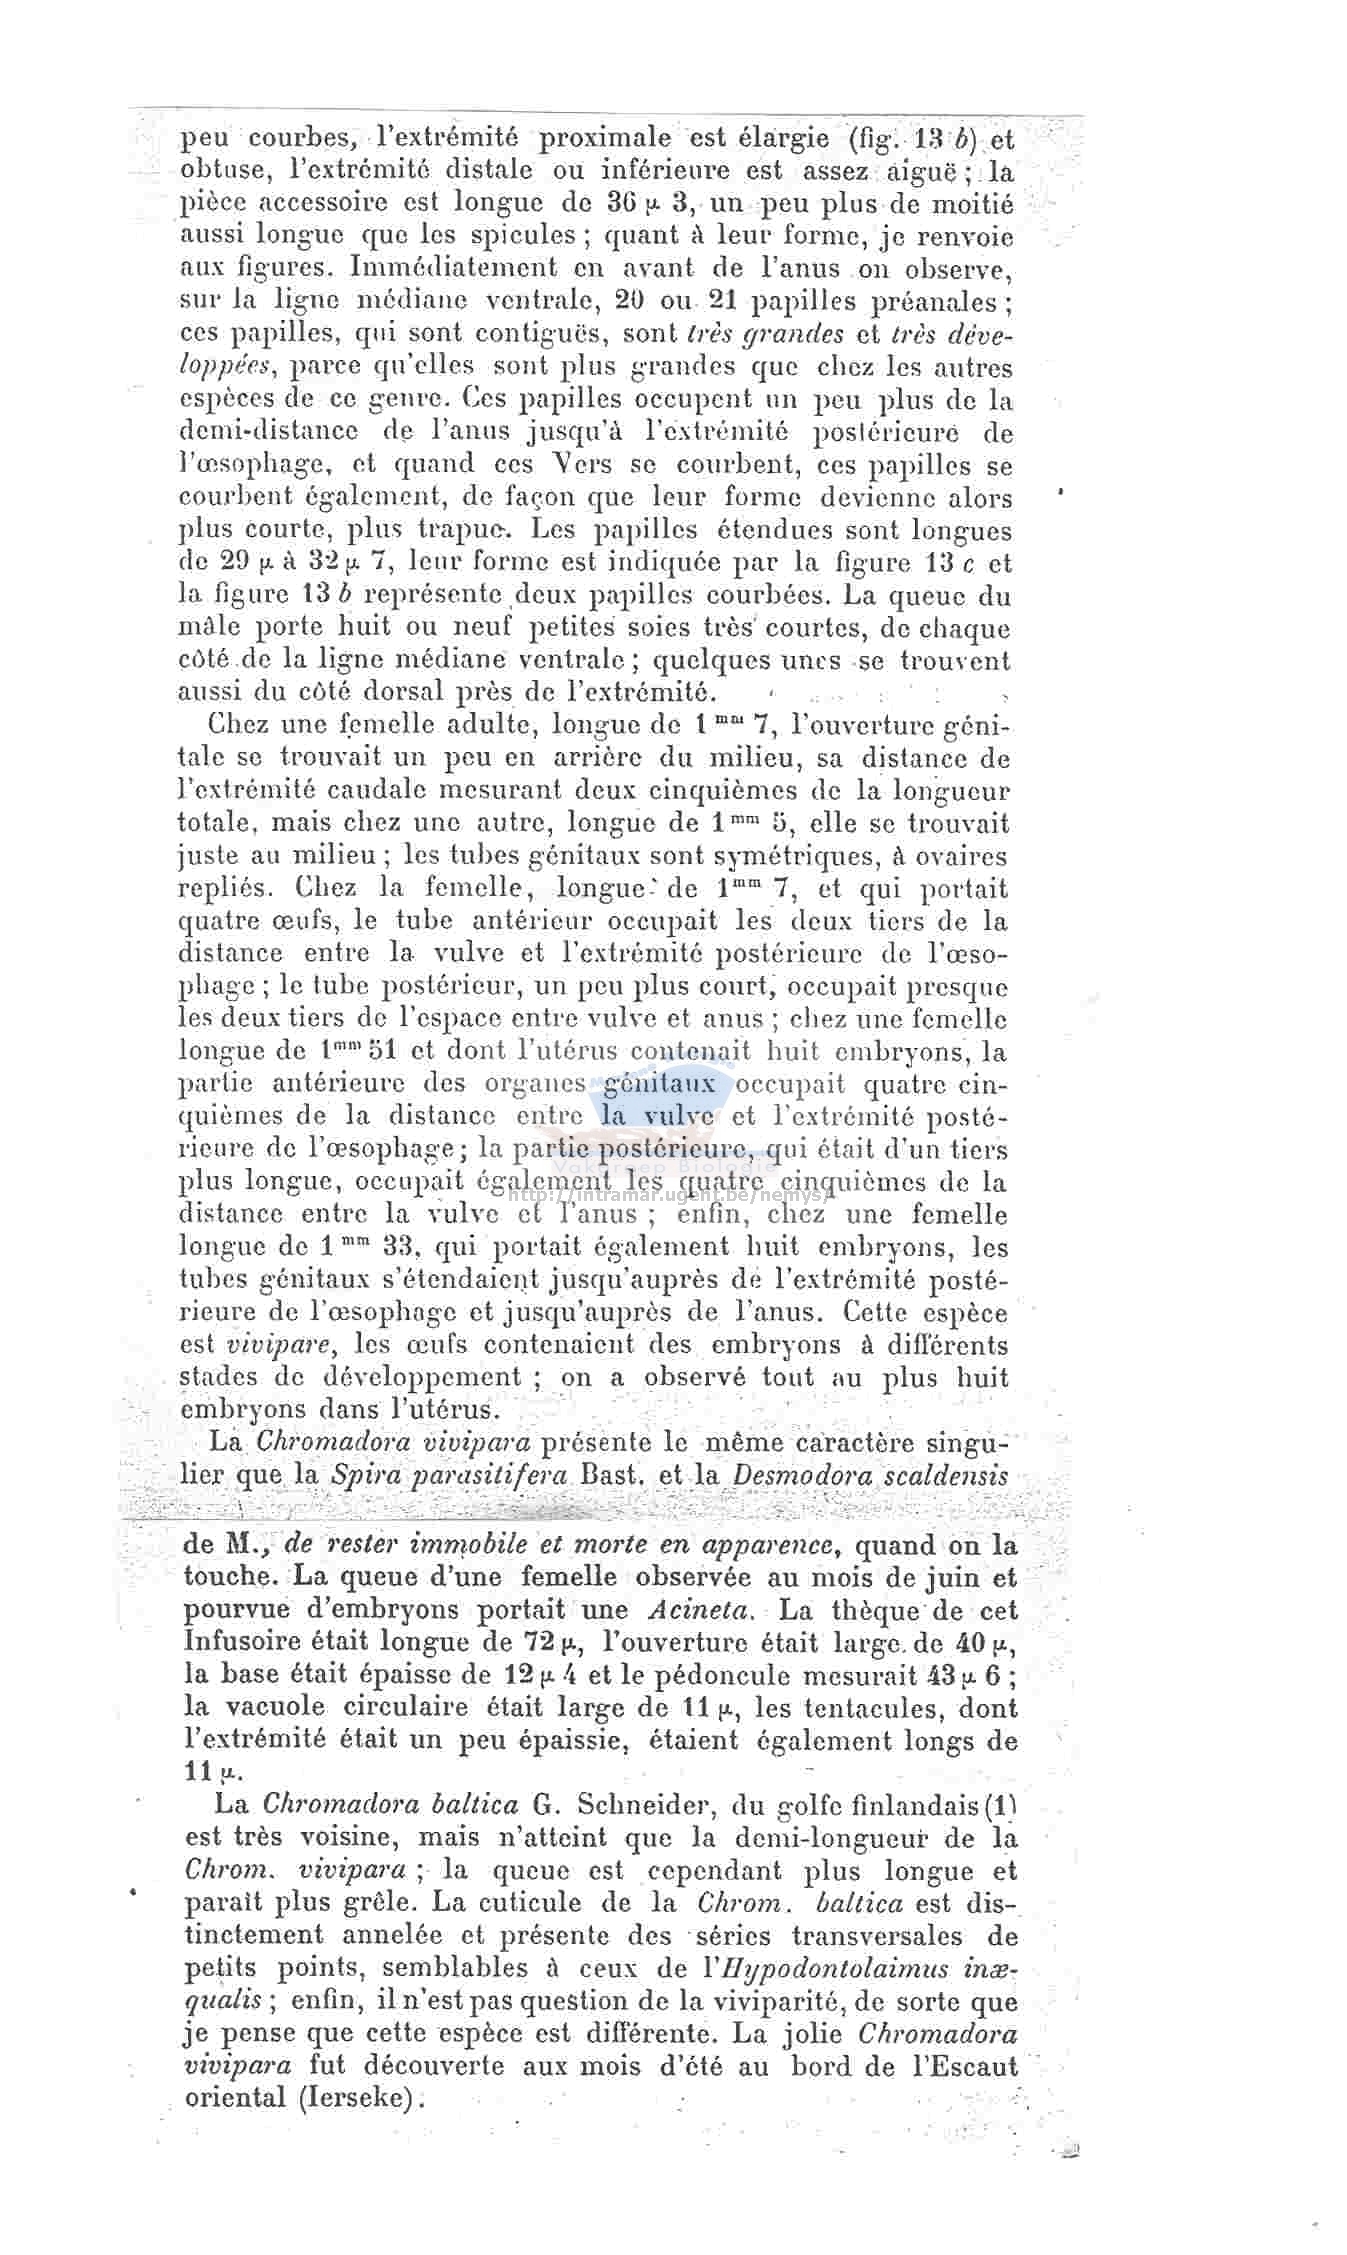 peu courbes, l'extrémité proximale est élargie (fig. 13 b) et
obtuse, l'extrémité distale ou inférieure est assez aiguë ; la
pièce accessoire est longue de 36 µ 3, un peu plus de moitié
aussi longue que les spicules ; quant à leur forme, je renvoie
aux figures. Immédiatement en avant de l'anus on observe,
sur la ligne médiane ventrale, 20 ou 21 papilles préanales ;
ces papilles, qui sont contiguës, sont très grandes et très déve-
loppées, parce qu'elles sont plus grandes que chez les autres
espèces de ce genre. Ces papilles occupent un peu plus de la
demi-distance de l'anus jusqu'à l'extrémité postérieure de
l'œsophage, et quand ces Vers se courbent, ces papilles se
courbent également, de façon que leur forme devienne alors
plus courte, plus trapue. Les papilles étendues sont longues
de 29 µ à 32 µ 7, leur forme est indiquée par la figure 13 c et
la figure 13 b représente deux papilles courbées. La queue du
mâle porte huit ou neuf petites soies très courtes, de chaque
côté de la ligne médiane ventrale ; quelques unes se trouvent
aussi du côté dorsal près de l'extrémité.
Chez une femelle adulte, longue de 1 mm 7, l'ouverture géni-
tale se trouvait un peu en arrière du milieu, sa distance de
l'extrémité caudale mesurant deux cinquièmes de la longueur
totale, mais chez une autre, longue de 1 mm 5, elle se trouvait
juste au milieu ; les tubes génitaux sont symétriques, à ovaires
repliés. Chez la femelle, longue de 1 mm 7, et qui portait
quatre œufs, le tube antérieur occupait les deux tiers de la
distance entre la vulve et l'extrémité postérieure de l'œso-
phage ; le tube postérieur, un peu plus court, occupait presque
les deux tiers de l'espace entre vulve et anus ; chez une femelle
longue de 1 mm 51 et dont l'utérus contenait huit embryons, la
partie antérieure des organes génitaux occupait quatre cin-
quièmes de la distance entre la vulve et l'extrémité posté-
rieure de l'œsophage ; la partie postérieure, qui était d'un tiers
Vakgroep Biologie
plus longue, occupait également les quatre cinquièmes de la
http://intramar.ugent.be/nemys/
distance entre la vulve et l'anus ; enfin, chez une femelle
longue de 1 mm 33, qui portait également huit embryons, les
tubes génitaux s'étendaient jusqu'auprès de l'extrémité posté-
rieure de l'œsophage et jusqu'auprès de l'anus. Cette espèce
est vivipare, les œufs contenaient des embryons à différents
stades de développement ; on a observé tout au plus huit
embryons dans l'utérus.
La Chromadora vivipara présente le même caractère singu-
lier que la Spira parasitifera Bast. et la Desmodora scaldensis
de M., de rester immobile et morte en apparence, quand on la
touche. La queue d'une femelle observée au mois de juin et
pourvue d'embryons portait une Acineta. La thèque de cet
Infusoire était longue de 72 µ, l'ouverture était large de 40 µ,
la base était épaisse de 12 µ 4 et le pédoncule mesurait 43 µ 6 ;
la vacuole circulaire était large de 11 µ, les tentacules, dont
l'extrémité était un peu épaissie, étaient également longs de
11 µ.
La Chromadora baltica G. Schneider, du golfe finlandais (1)
est très voisine, mais n'atteint que la demi-longueur de la
Chrom. vivipara ; la queue est cependant plus longue et
paraît plus grêle. La cuticule de la Chrom. baltica est dis-
tinctement annelée et présente des séries transversales de
petits points, semblables à ceux de l'Hypodontolaimus inæ-
qualis ; enfin, il n'est pas question de la viviparité, de sorte que
je pense que cette espèce est différente. La jolie Chromadora
vivipara fut découverte aux mois d'été au bord de l'Escaut
oriental (Ierseke).